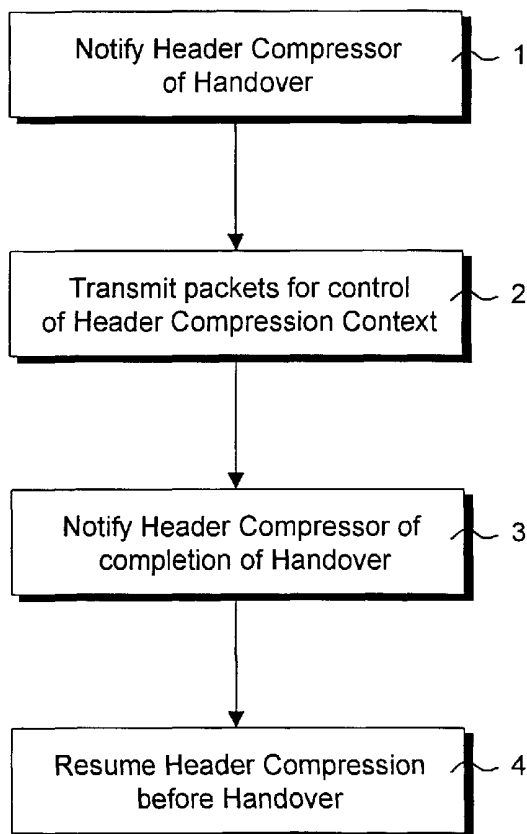 Notify Header Compressor
of Handover
1
Transmit packets for control
of Header Compression Context
2
Notify Header Compressor of
completion of Handover
3
Resume Header Compression
before Handover
4